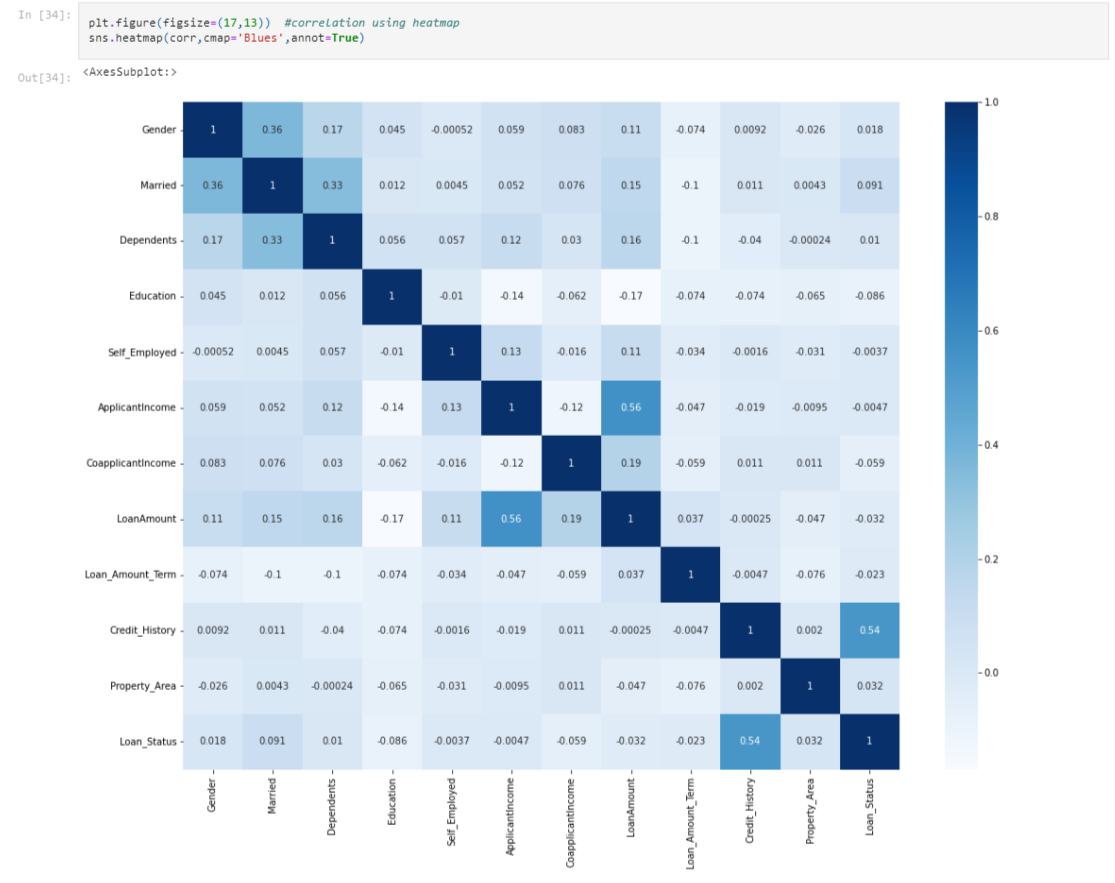 In [34]:
plt.figure(figsize=(17,13))  #correlation using heatmap
sns.heatmap(corr,cmap='Blues',annot=True)
Out[34]: <AxesSubplot:>
Gender 1 0.36 0.17 0.045 -0.00052 0.059 0.083 0.11 -0.074 0.0092 -0.026 0.018
Married 0.36 1 0.33 0.012 0.0045 0.052 0.076 0.15 -0.1 0.011 0.0043 0.091
Dependents 0.17 0.33 1 0.056 0.057 0.12 0.03 0.16 -0.1 -0.04 -0.00024 0.01
Education 0.045 0.012 0.056 1 -0.01 -0.14 -0.062 -0.17 -0.074 -0.074 -0.065 -0.086
Self_Employed -0.00052 0.0045 0.057 -0.01 1 0.13 -0.016 0.11 -0.034 -0.0016 -0.031 -0.0037
ApplicantIncome 0.059 0.052 0.12 -0.14 0.13 1 -0.12 0.56 -0.047 -0.019 -0.0095 -0.0047
CoapplicantIncome 0.083 0.076 0.03 -0.062 -0.016 -0.12 1 0.19 -0.059 0.011 0.011 -0.059
LoanAmount 0.11 0.15 0.16 -0.17 0.11 0.56 0.19 1 0.037 -0.00025 -0.047 -0.032
Loan_Amount_Term -0.074 -0.1 -0.1 -0.074 -0.034 -0.047 -0.059 0.037 1 -0.0047 -0.076 -0.023
Credit_History 0.0092 0.011 -0.04 -0.074 -0.0016 -0.019 0.011 -0.00025 -0.0047 1 0.002 0.54
Property_Area -0.026 0.0043 -0.00024 -0.065 -0.031 -0.0095 0.011 -0.047 -0.076 0.002 1 0.032
Loan_Status 0.018 0.091 0.01 -0.086 -0.0037 -0.0047 -0.059 -0.032 -0.023 0.54 0.032 1
Gender
Married
Dependents
Education
Self_Employed
ApplicantIncome
CoapplicantIncome
LoanAmount
Loan_Amount_Term
Credit_History
Property_Area
Loan_Status
1.0
0.8
0.6
0.4
0.2
0.0